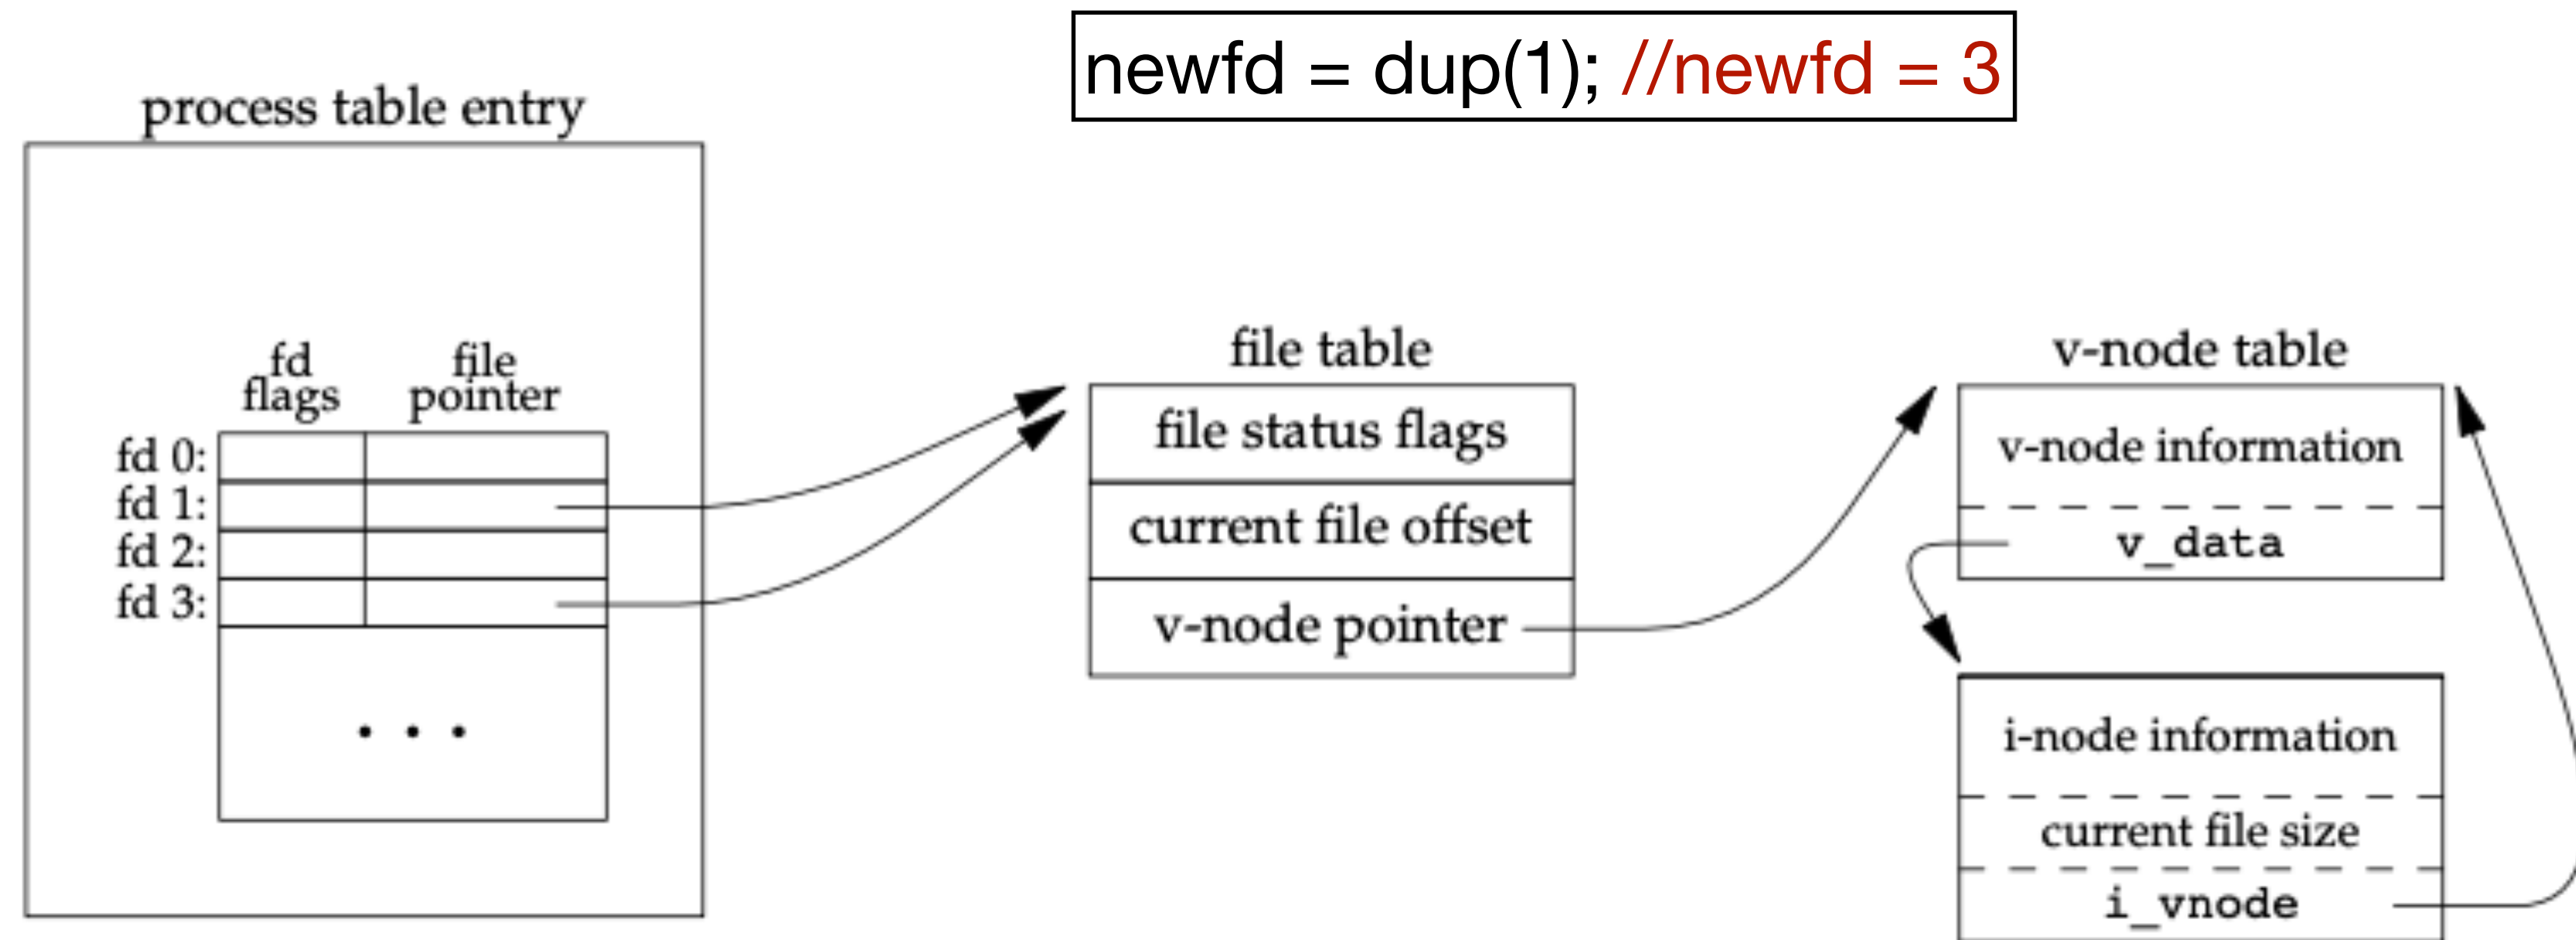 newfd = dup(1); //newfd = 3
process table entry
fd
flags
file
pointer
fd 0:
fd 1:
fd 2:
fd 3:
. . .
file table
file status flags
current file offset
v-node pointer
v-node table
v-node information
v_data
i-node information
current file size
i_vnode